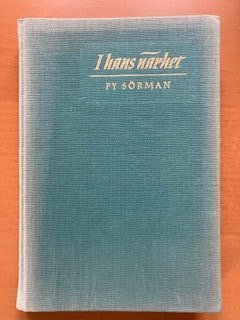 I hans närhet
PY SÖRMAN